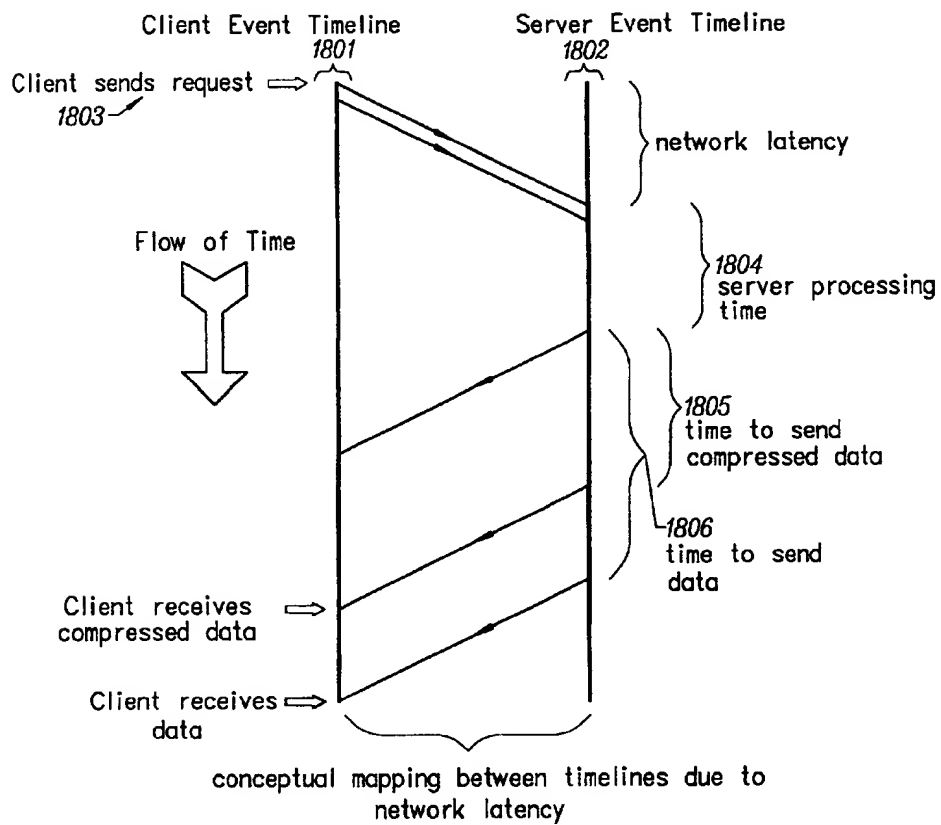 Client Event Timeline
1801
Server Event Timeline
1802
Client sends request
1803
network latency
Flow of Time
1804
server processing
time
1805
time to send
compressed data
1806
time to send
data
Client receives
compressed data
Client receives
data
conceptual mapping between timelines due to
network latency